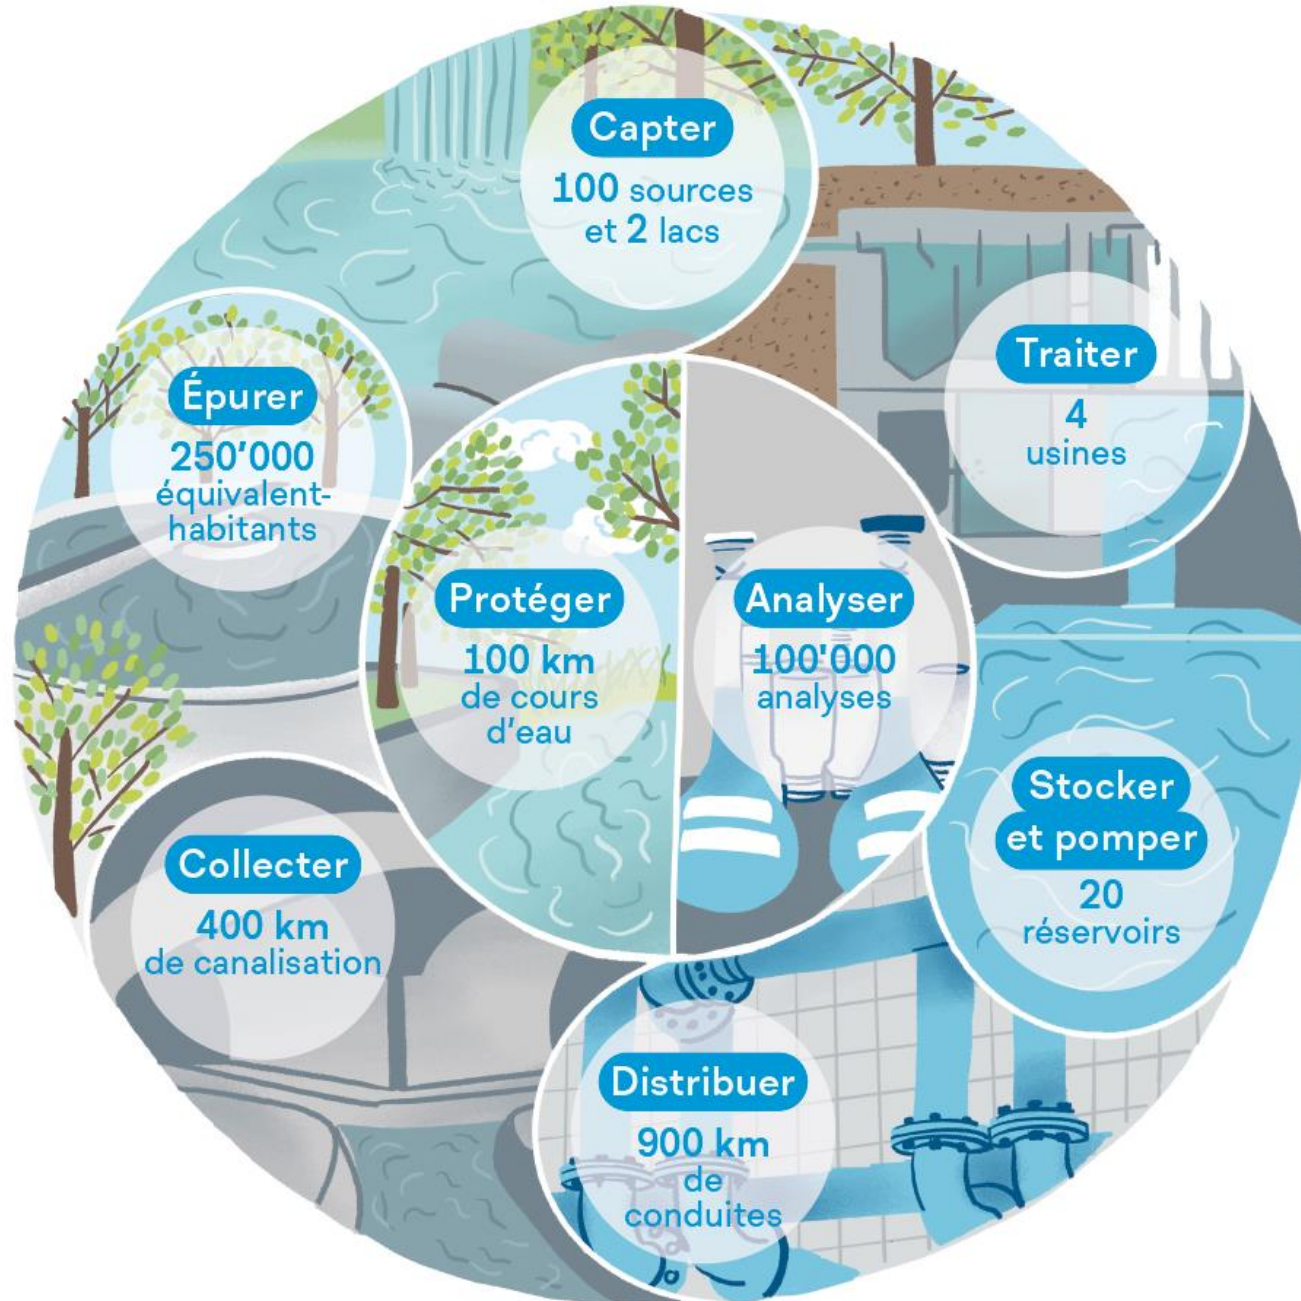 Capter
100 sources
et 2 lacs
Traiter
4
usines
Épurer
250’000
équivalent-
habitants
Protéger
100 km
de cours
d’eau
Analyser
100'000
analyses
Stocker
et pomper
20
réservoirs
Collecter
400 km
de canalisation
Distribuer
900 km
de
conduites